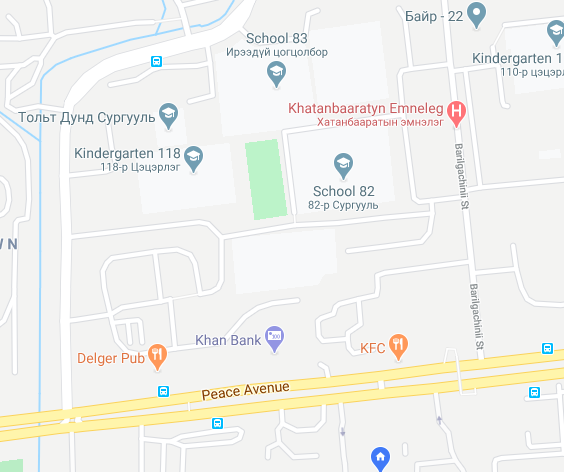 Байр - 22
School 83
Ирээдүй цогцолбор
Kindergarten 1
110-р цэцэрл
Khatanbaaratyn Emneleg
Хатанбааратын эмнэлэг
Тольт Дунд Сургууль
Kindergarten 118
118-р Цэцэрлэг
School 82
82-р Сургууль
Barilgachinii St
W N
Barilgachinii St
Khan Bank
KFC
Delger Pub
Peace Avenue